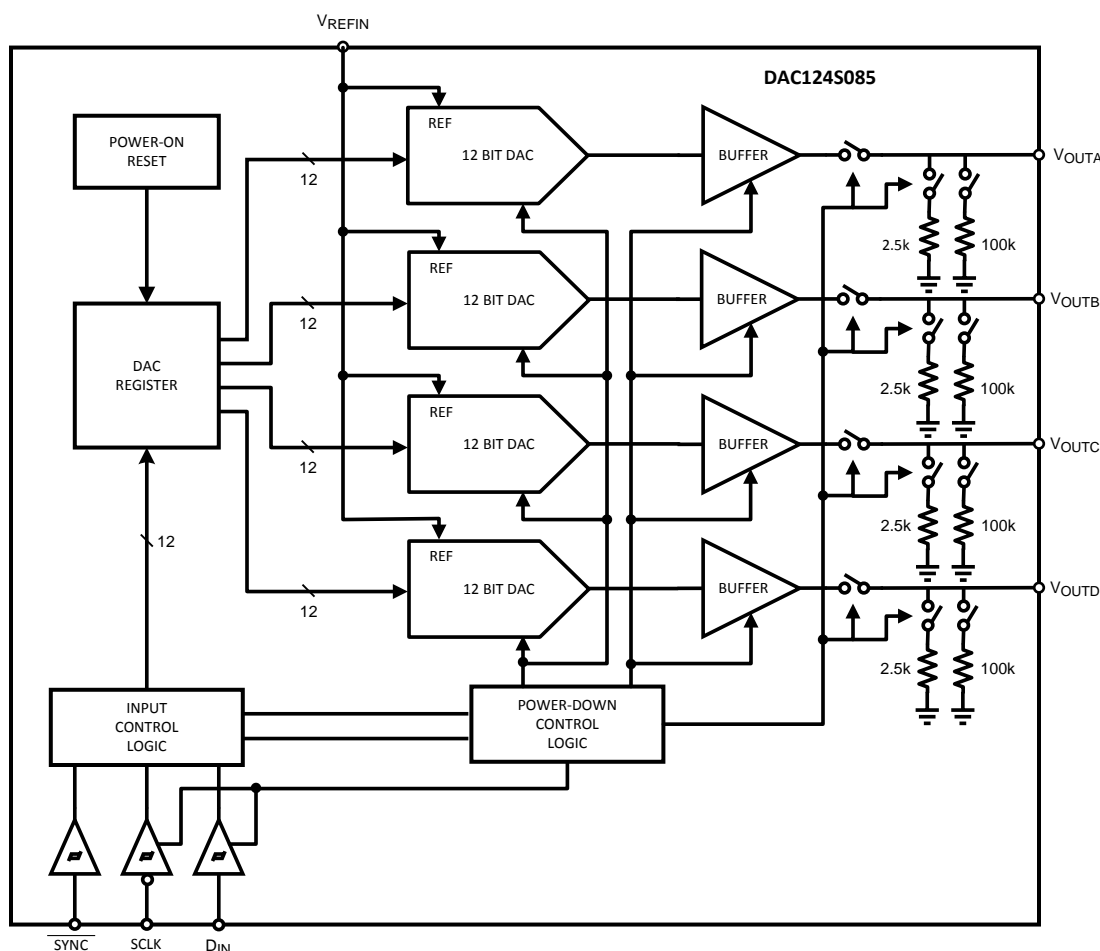 VREFIN
DAC124S085
POWER-ON
RESET
REF
12 BIT DAC
BUFFER
VOUTA
12
2.5k
100k
REF
12 BIT DAC
BUFFER
VOUTB
12
2.5k
100k
DAC
REGISTER
REF
12 BIT DAC
BUFFER
VOUTC
12
2.5k
100k
12
REF
12 BIT DAC
BUFFER
VOUTD
12
2.5k
100k
INPUT
CONTROL
LOGIC
POWER-DOWN
CONTROL
LOGIC
SYNC
SCLK
DIN